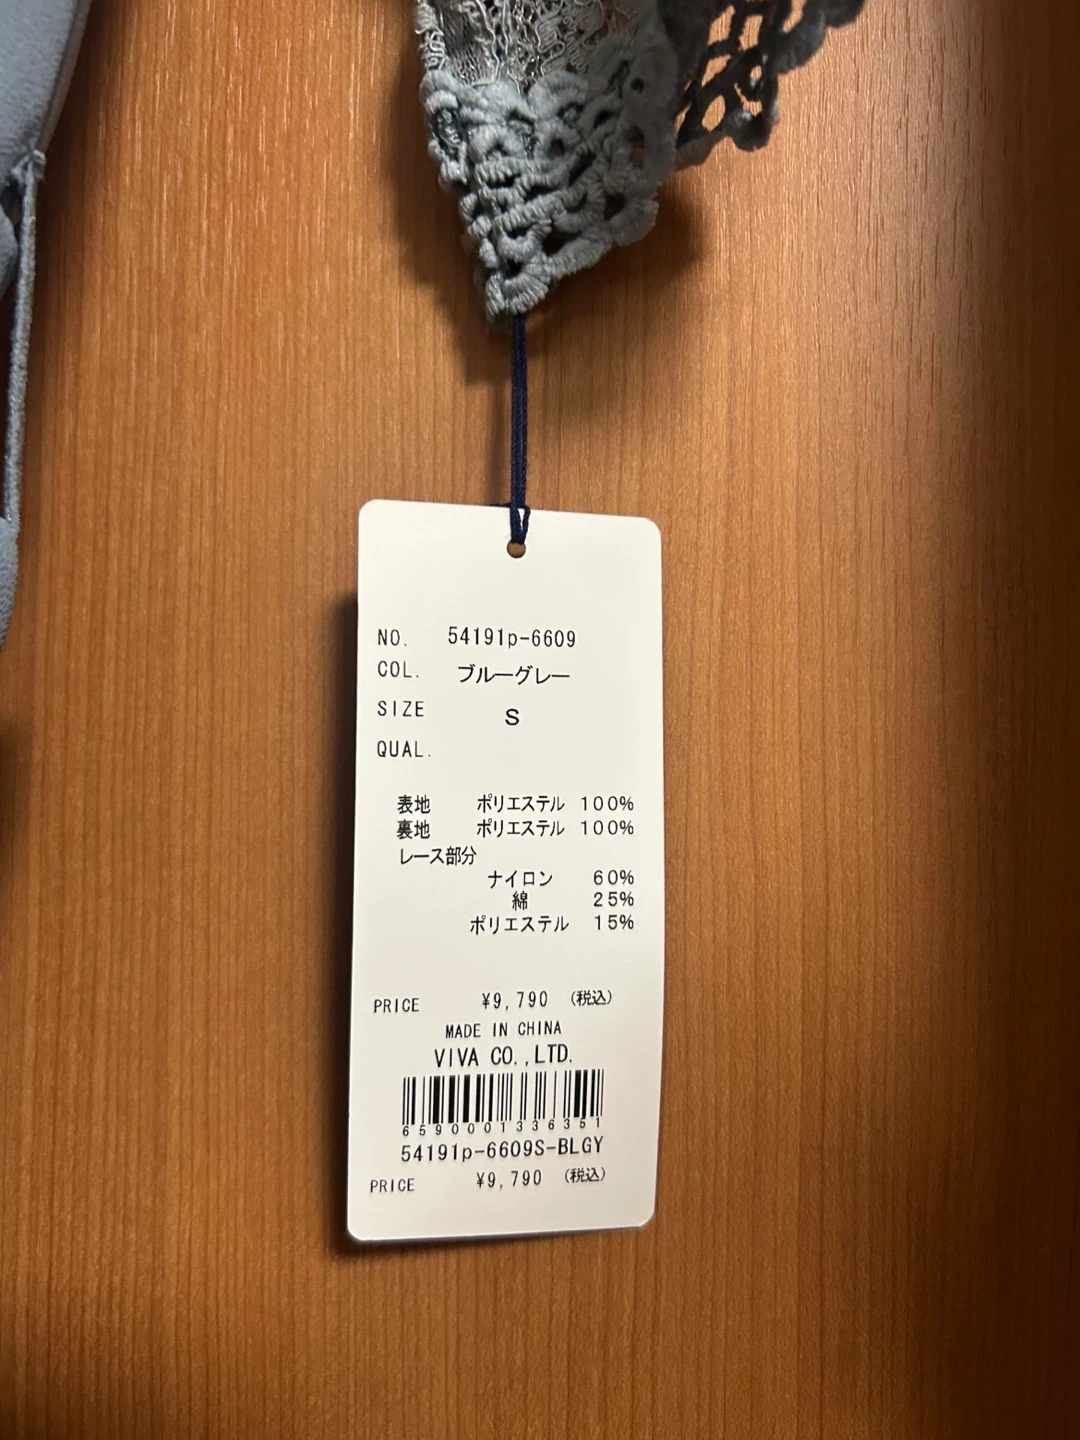 NO. 54191p-6609
COL. ブルーグレー
SIZE S
QUAL.
表地 ポリエステル 100%
裏地 ポリエステル 100%
レース部分
ナイロン 60%
綿 25%
ポリエステル 15%
PRICE ¥9,790 (税込)
MADE IN CHINA
VIVA CO.,LTD.
6590001336351
54191p-6609S-BLGY
PRICE ¥9,790 (税込)